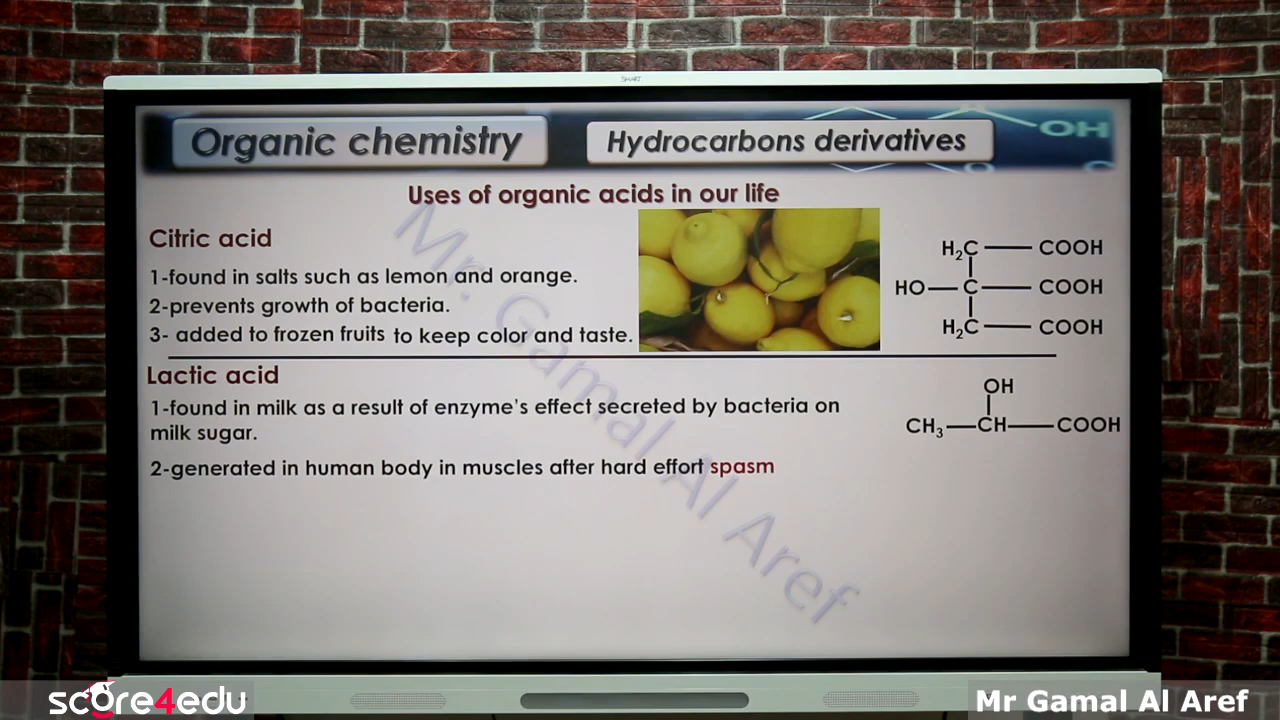 SMART
Organic chemistry
Hydrocarbons derivatives
OH
Uses of organic acids in our life
Citric acid
1-found in salts such as lemon and orange.
2-prevents growth of bacteria.
3- added to frozen fruits to keep color and taste.
H₂C — COOH
HO — C — COOH
H₂C — COOH
Lactic acid
1-found in milk as a result of enzyme's effect secreted by bacteria on
milk sugar.
OH
CH₃—CH—COOH
2-generated in human body in muscles after hard effort spasm
Mr. Gamal Al Aref
score4edu
Mr Gamal Al Aref